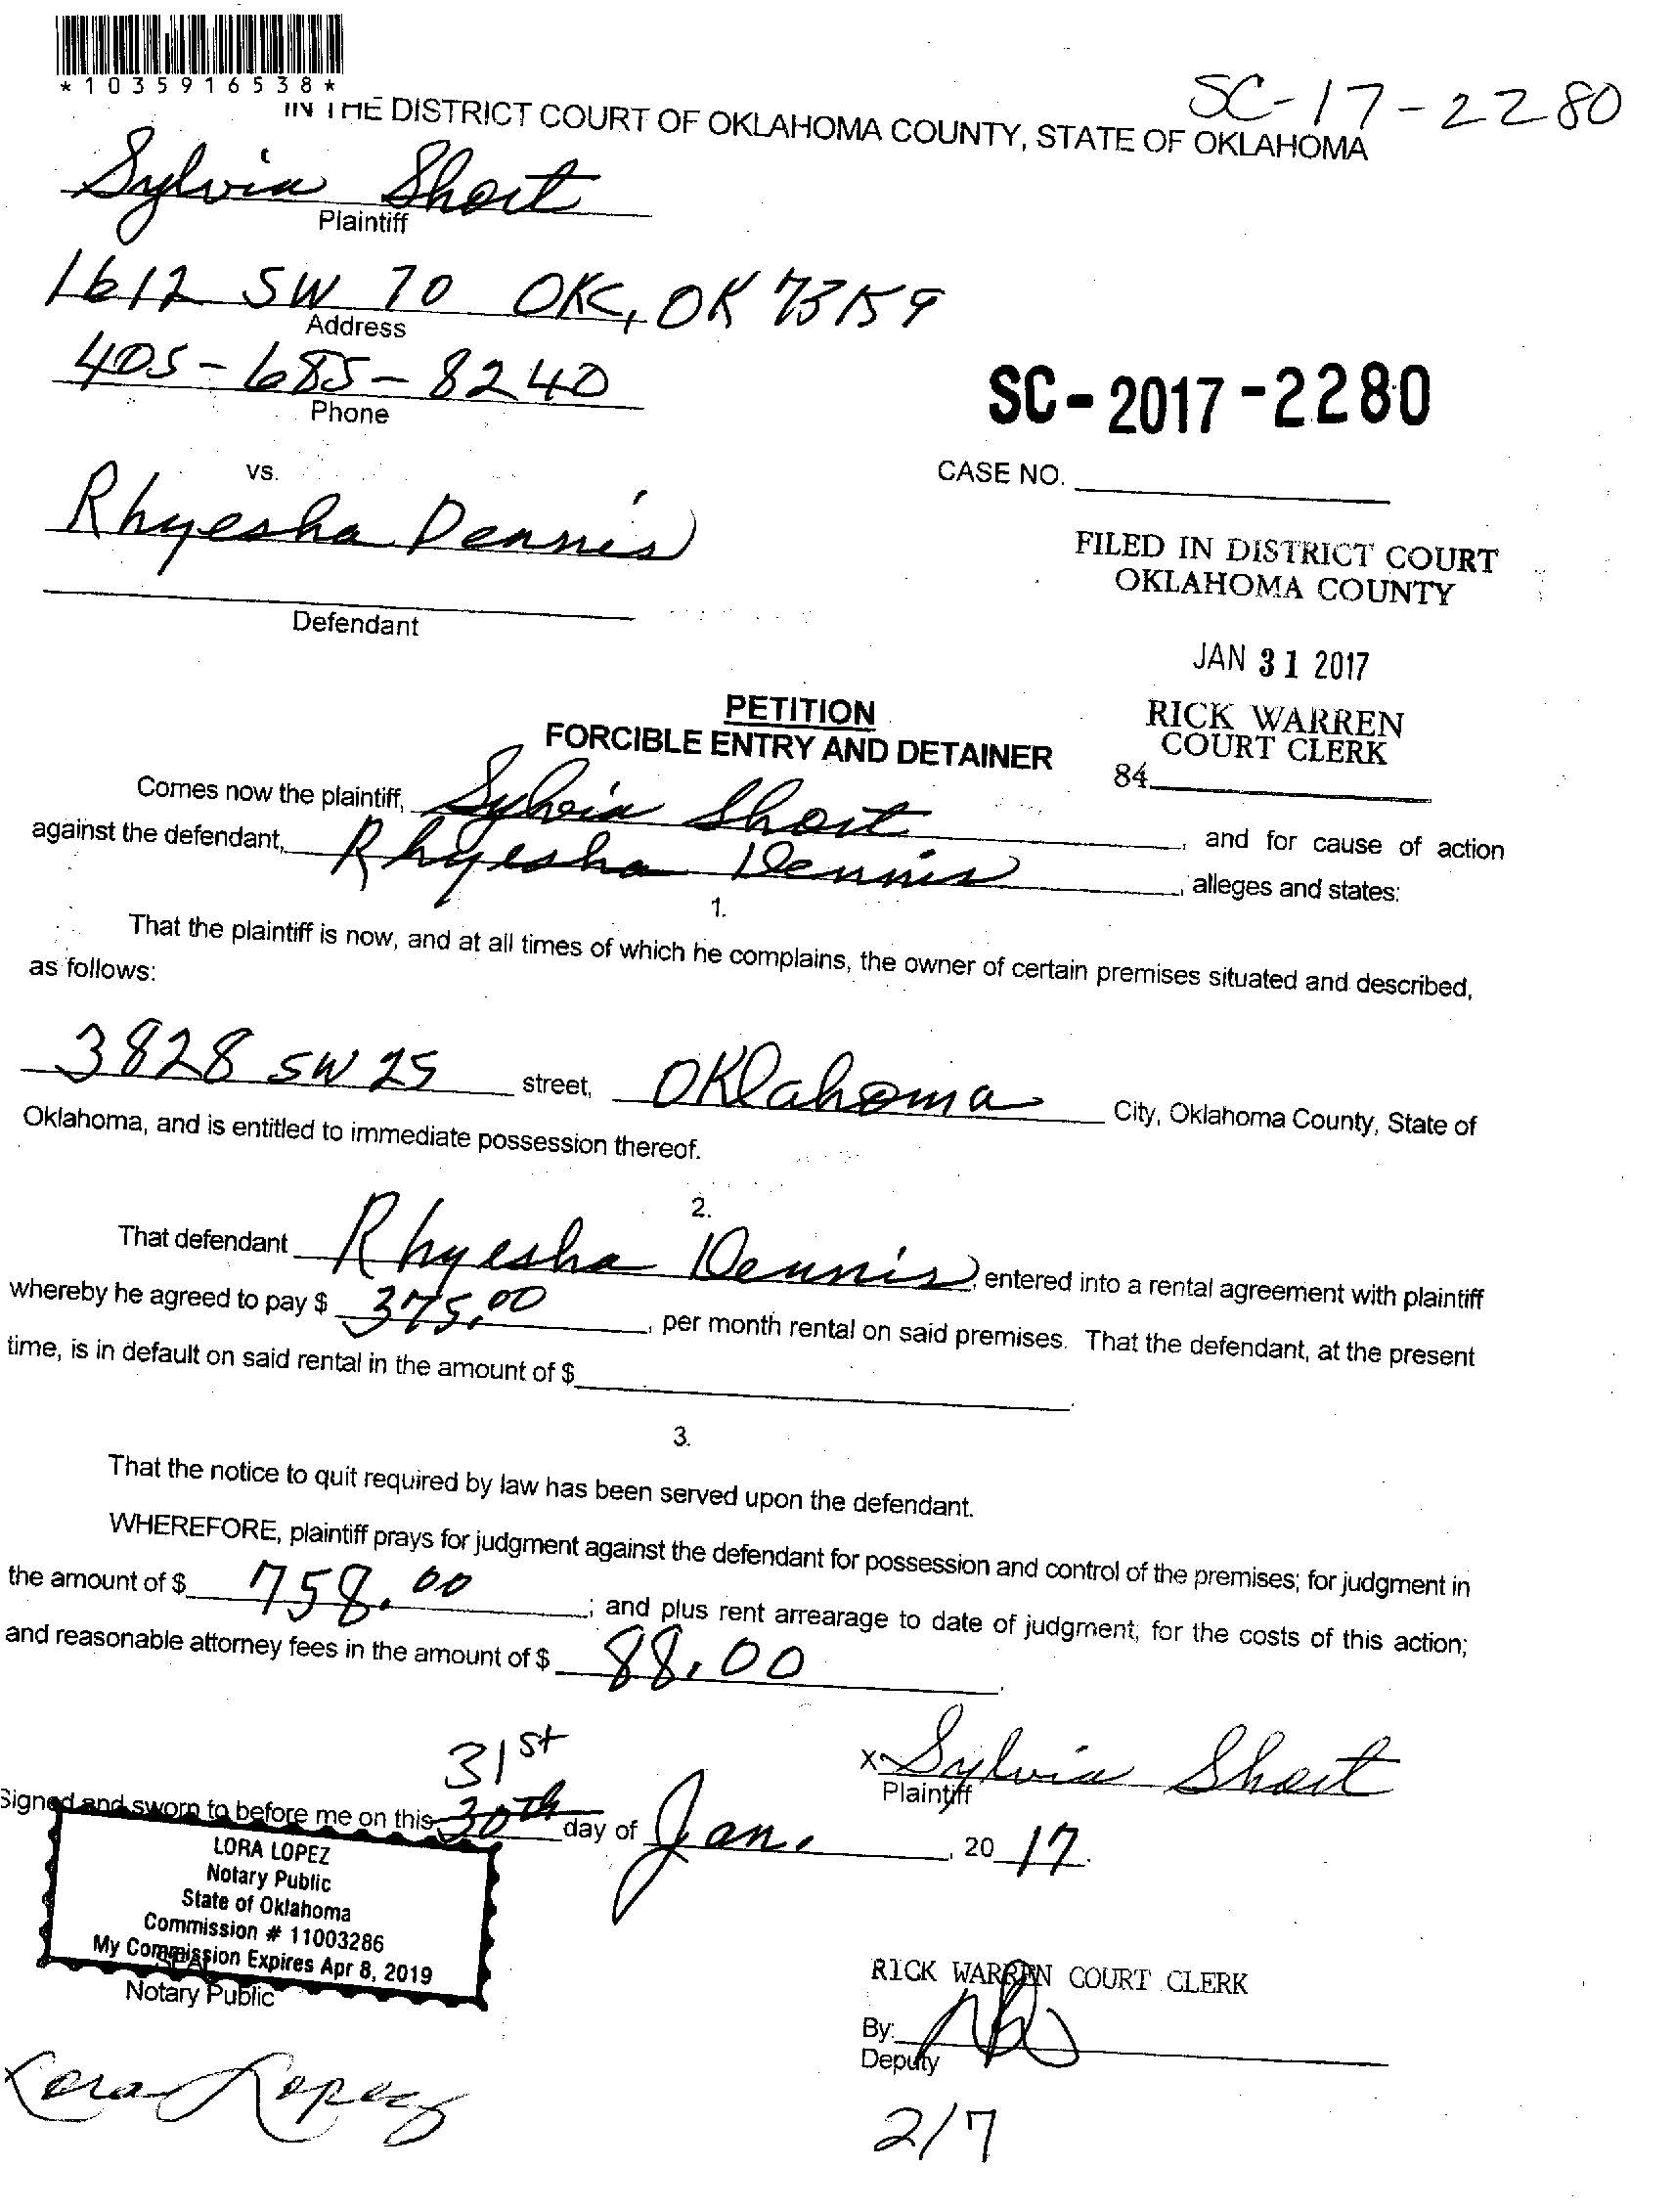 *1035916538*
SC-17-2280
IN THE DISTRICT COURT OF OKLAHOMA COUNTY, STATE OF OKLAHOMA
Sylvia Short
Plaintiff
1612 SW 70 OKC, OK 73159
Address
405-685-8240
Phone
SC-2017-2280
vs.
CASE NO.
Rhyesha Dennis
Defendant
FILED IN DISTRICT COURT
OKLAHOMA COUNTY
JAN 31 2017
RICK WARREN
COURT CLERK
84
PETITION
FORCIBLE ENTRY AND DETAINER
Comes now the plaintiff, Sylvia Short and for cause of action
against the defendant, Rhyesha Dennis, alleges and states:
1.
That the plaintiff is now, and at all times of which he complains, the owner of certain premises situated and described,
as follows:
3828 SW 25 street, Oklahoma City, Oklahoma County, State of
Oklahoma, and is entitled to immediate possession thereof.
2.
That defendant Rhyesha Dennis, entered into a rental agreement with plaintiff
whereby he agreed to pay $ 375.00, per month rental on said premises. That the defendant, at the present
time, is in default on said rental in the amount of $ .
3.
That the notice to quit required by law has been served upon the defendant.
WHEREFORE, plaintiff prays for judgment against the defendant for possession and control of the premises; for judgment in
the amount of $ 758.00; and plus rent arrearage to date of judgment; for the costs of this action;
and reasonable attorney fees in the amount of $ 88.00.
x Sylvia Short
Plaintiff
31st
Signed and sworn to before me on this 30th day of Jan., 2017.
LORA LOPEZ
Notary Public
State of Oklahoma
Commission # 11003286
My Commission Expires Apr 8, 2019
Notary Public
Lora Lopez
RICK WARREN COURT CLERK
By:
Deputy
2/7